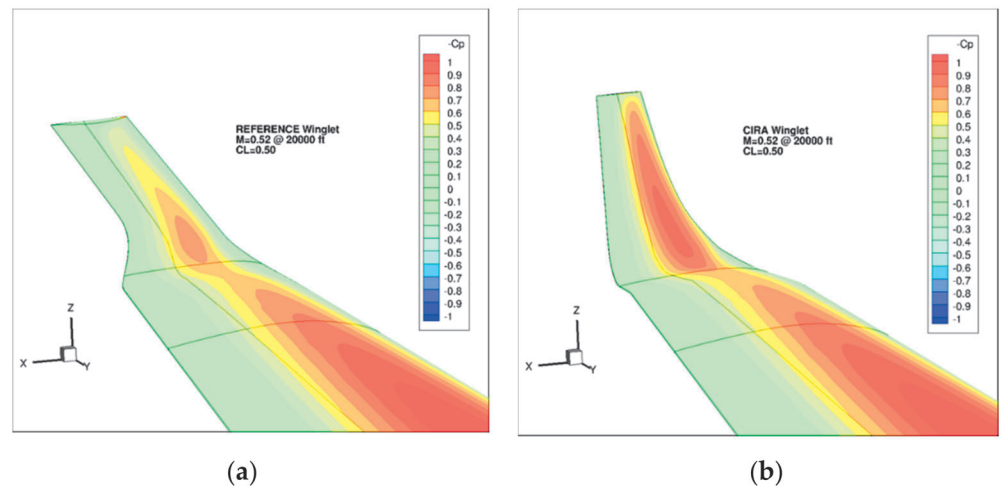 -Cp
1
0.9
0.8
0.7
0.6
0.5
0.4
0.3
0.2
0.1
0
-0.1
-0.2
-0.3
-0.4
-0.5
-0.6
-0.7
-0.8
-0.9
-1
REFERENCE Winglet
M=0.52 @ 20000 ft
CL=0.50
Z
X
Y
(a)
-Cp
1
0.9
0.8
0.7
0.6
0.5
0.4
0.3
0.2
0.1
0
-0.1
-0.2
-0.3
-0.4
-0.5
-0.6
-0.7
-0.8
-0.9
-1
CIRA Winglet
M=0.52 @ 20000 ft
CL=0.50
Z
X
Y
(b)